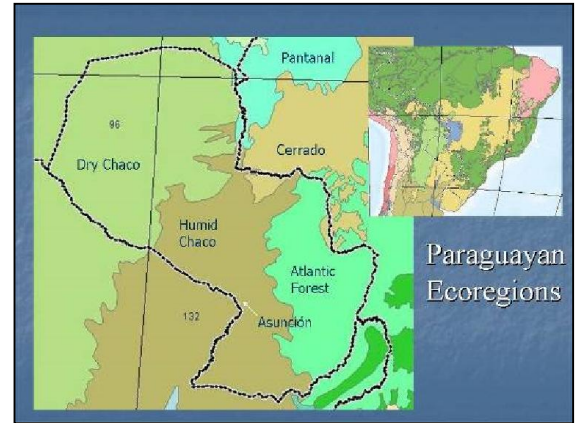 Pantanal
96
Dry Chaco
Cerrado
Humid
Chaco
Atlantic
Forest
132
Asunción
Paraguayan
Ecoregions